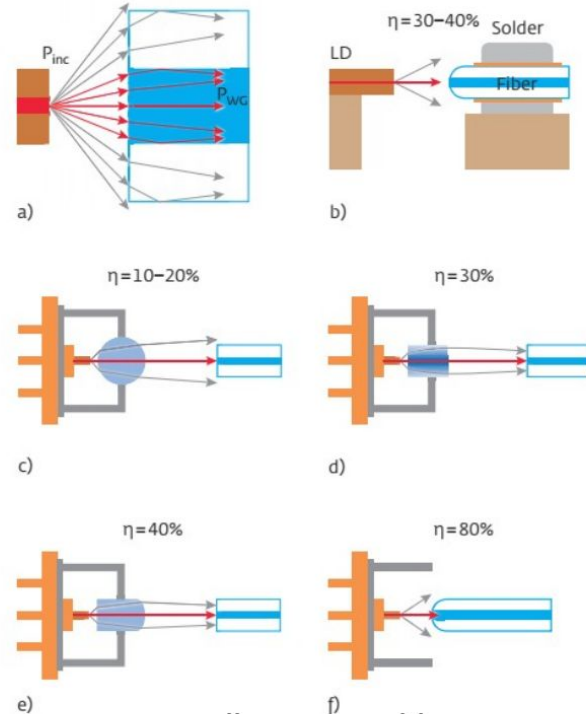 P_inc
P_WG
a)
η=30–40%
LD
Solder
Fiber
b)
η=10–20%
c)
η=30%
d)
η=40%
e)
η=80%
f)